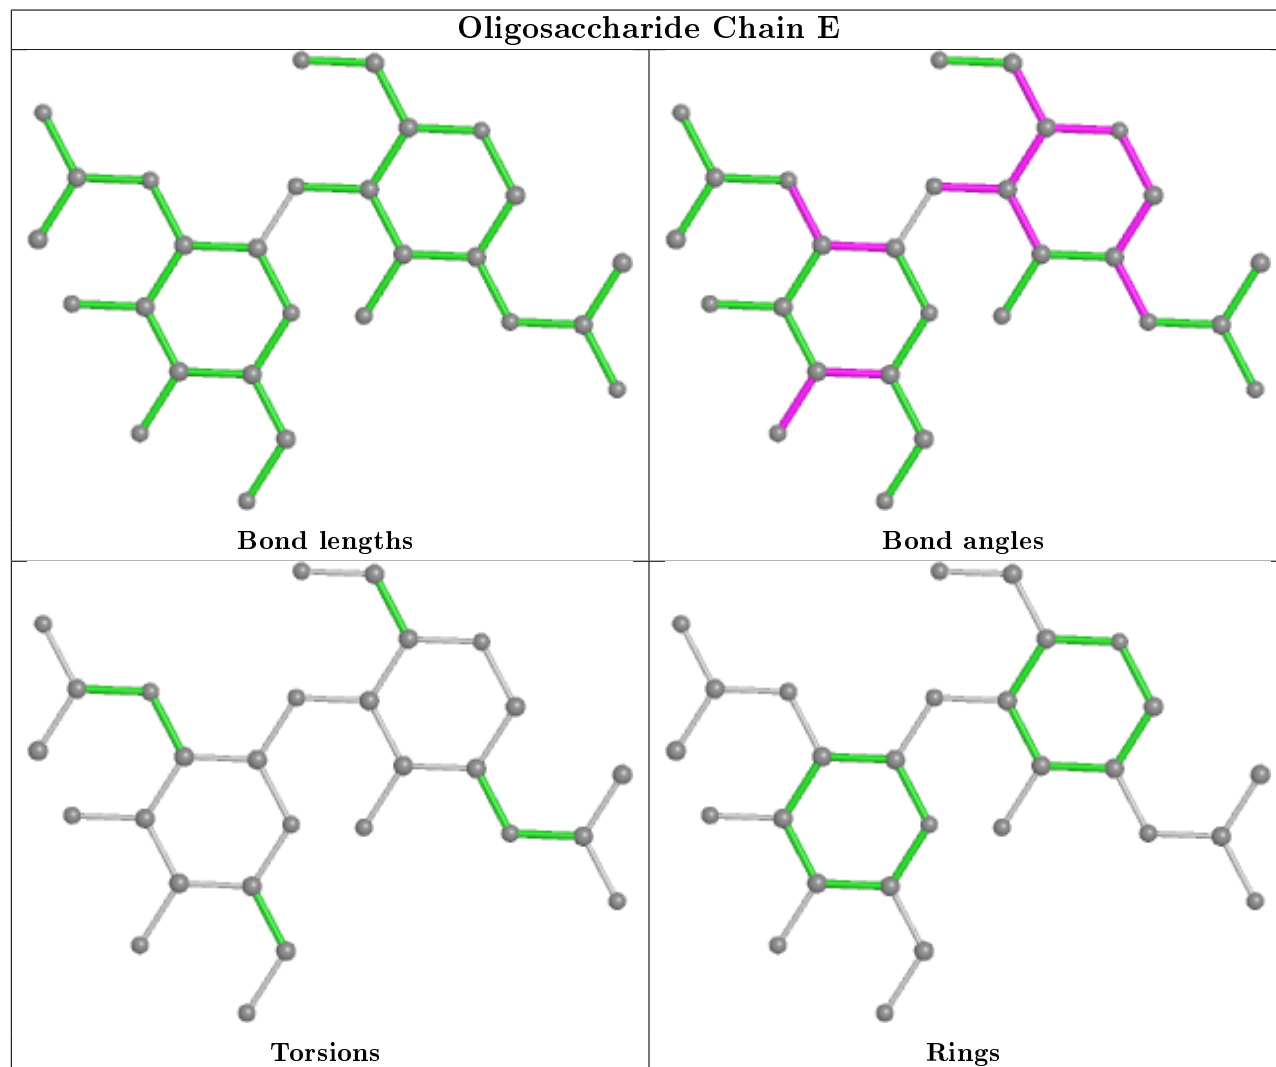 Oligosaccharide Chain E
Bond lengths
Bond angles
Torsions
Rings